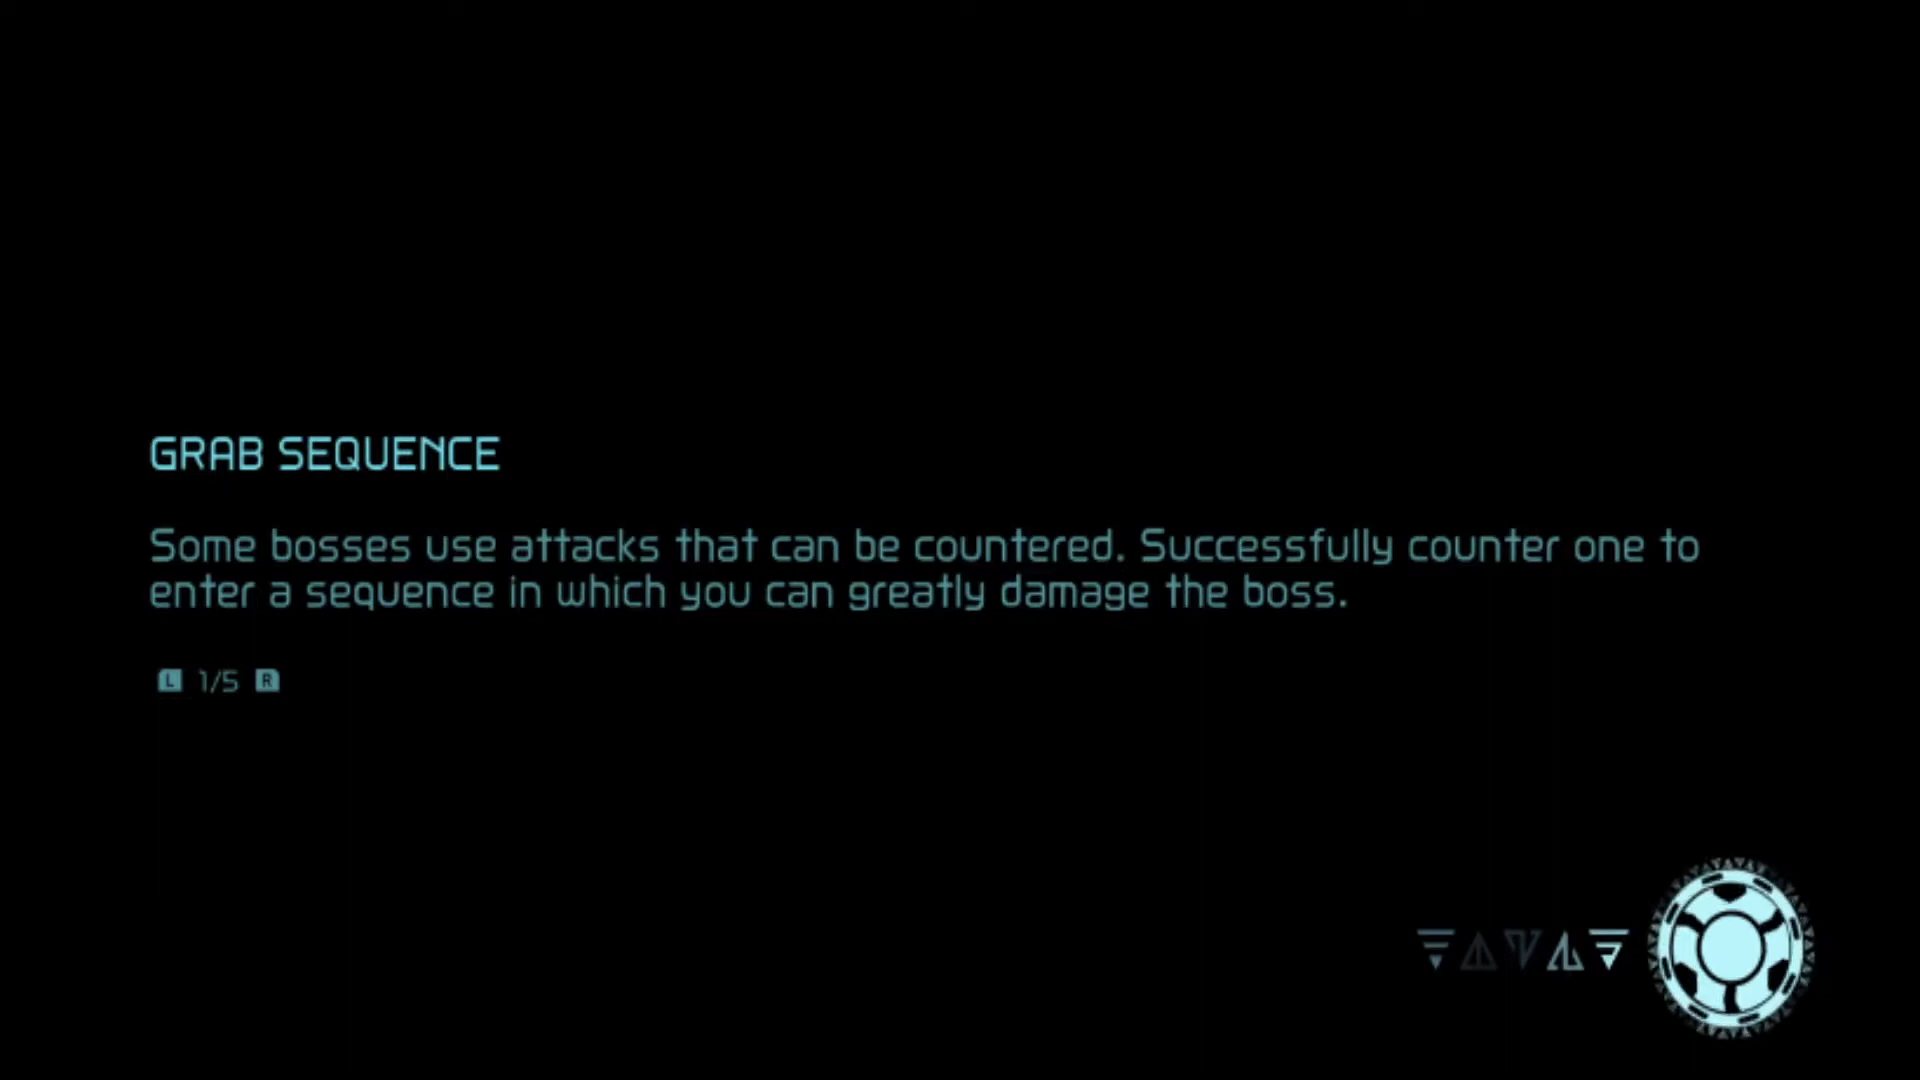 GRAB SEQUENCE
Some bosses use attacks that can be countered. Successfully counter one to
enter a sequence in which you can greatly damage the boss.
L 1/5 R